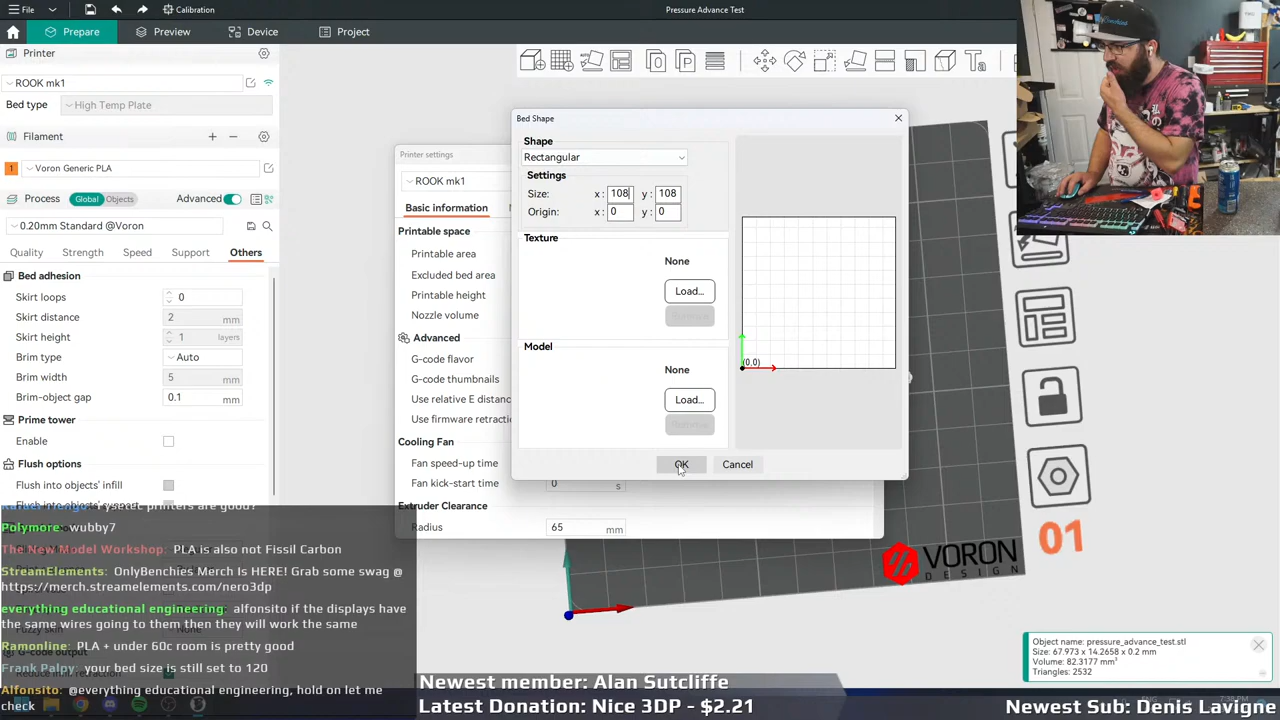 File
Calibration
Pressure Advance Test
Prepare
Preview
Device
Project
Printer
ROOK mk1
Bed type
High Temp Plate
Filament
1
Voron Generic PLA
Process
Global
Objects
Advanced
0.20mm Standard @Voron
Quality
Strength
Speed
Support
Others
Bed adhesion
Skirt loops
0
Skirt distance
2
mm
Skirt height
1
layers
Brim type
Auto
Brim width
5
mm
Brim-object gap
0.1
mm
Prime tower
Enable
Flush options
Flush into objects' infill
Printer settings
ROOK mk1
Basic information
Printable space
Printable area
Excluded bed area
Printable height
Nozzle volume
Advanced
G-code flavor
G-code thumbnails
Use relative E distanc
Use firmware retracti
Cooling Fan
Fan speed-up time
Fan kick-start time
0
s
Extruder Clearance
Radius
65
mm
Bed Shape
Shape
Rectangular
Settings
Size:
x :
108
y :
108
Origin:
x :
0
y :
0
Texture
None
Load...
Model
None
Load...
(0,0)
OK
Cancel
VORON
DESIGN
01
Object name: pressure_advance_test.stl
Size: 67.973 x 14.2658 x 0.2 mm
Volume: 82.3177 mm³
Triangles: 2532
Polymore: wubby7
The New Model Workshop: PLA is also not Fissil Carbon
StreamElements: OnlyBenchies Merch Is HERE! Grab some swag @
https://merch.streamelements.com/nero3dp
everything educational engineering: alfonsito if the displays have
the same wires going to them then they will work the same
Ramonline: PLA + under 60c room is pretty good
Frank Palpy: your bed size is still set to 120
Alfonsito: @everything educational engineering, hold on let me
check
Newest member: Alan Sutcliffe
Latest Donation: Nice 3DP - $2.21
Newest Sub: Denis Lavigne